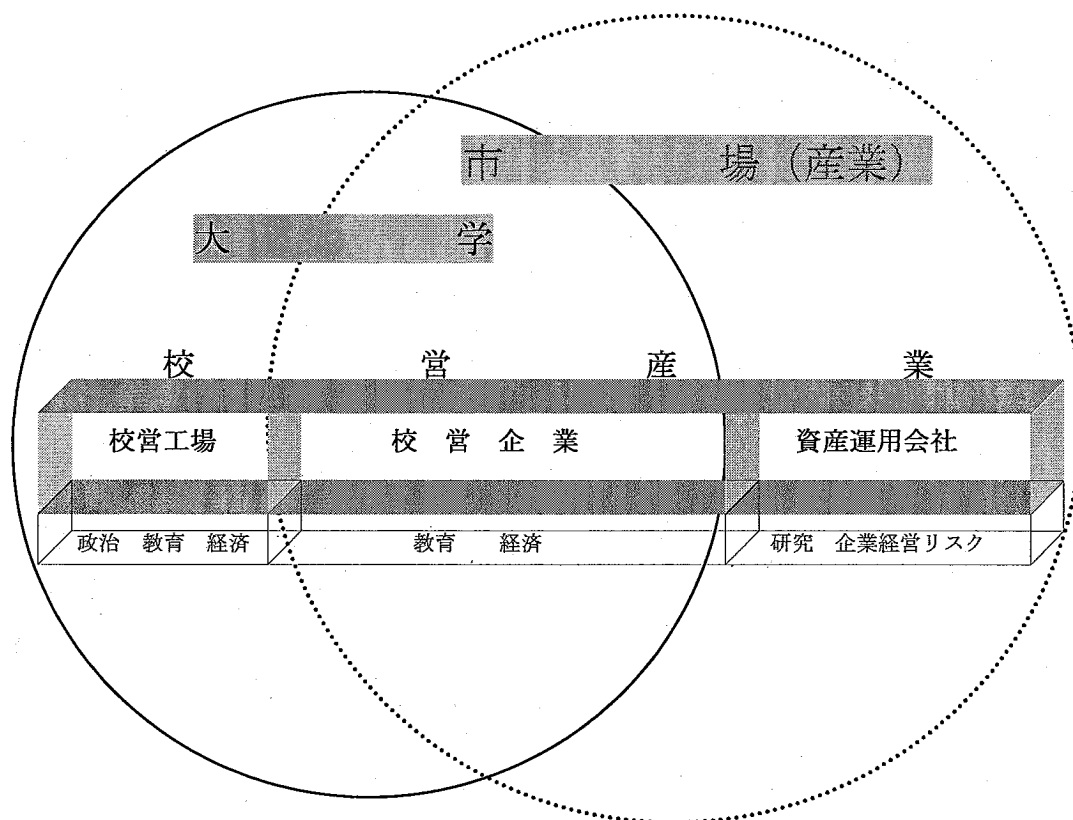 市 場（産業）
大 学
校 営 産 業
校営工場 校 営 企 業 資産運用会社
政治 教育 経済 教育 経済 研究 企業経営リスク